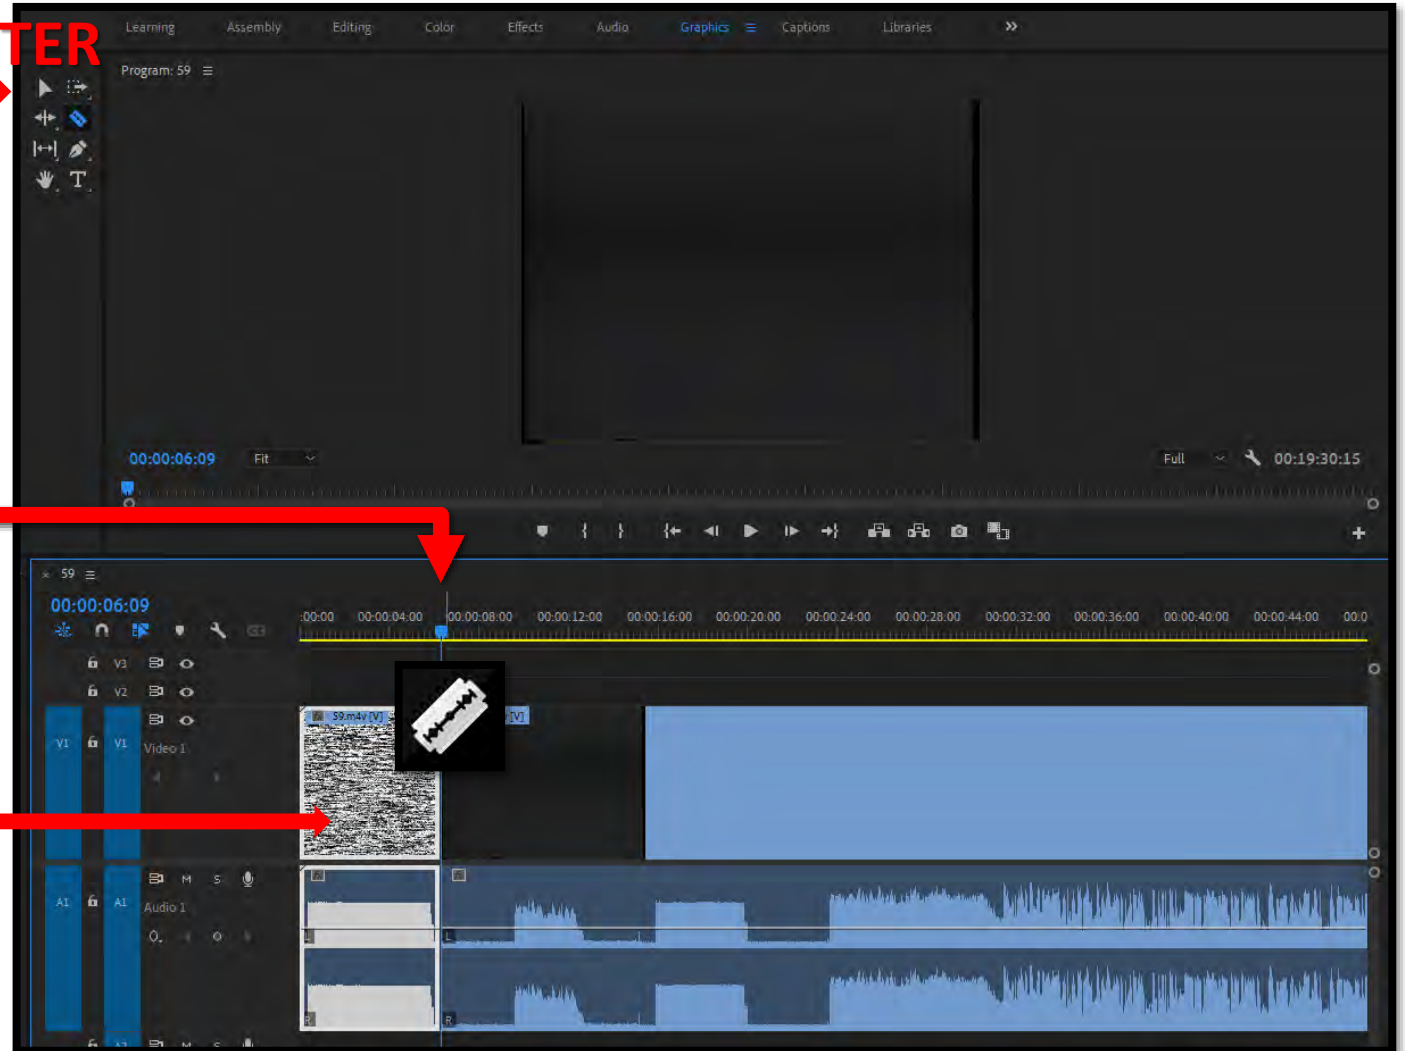 TER
Learning Assembly Editing Color Effects Audio Graphics Captions Libraries >>
Program: 59
T
00:00:06:09 Fit Full 00:19:30:15
× 59
00:00:06:09
:00:00 00:00:04:00 00:00:08:00 00:00:12:00 00:00:16:00 00:00:20:00 00:00:24:00 00:00:28:00 00:00:32:00 00:00:36:00 00:00:40:00 00:00:44:00 00:0
V3
V2
59.m4v [V] [V]
V1 V1 Video 1
M S
A1 A1 Audio 1
L L
R R
A2 M S